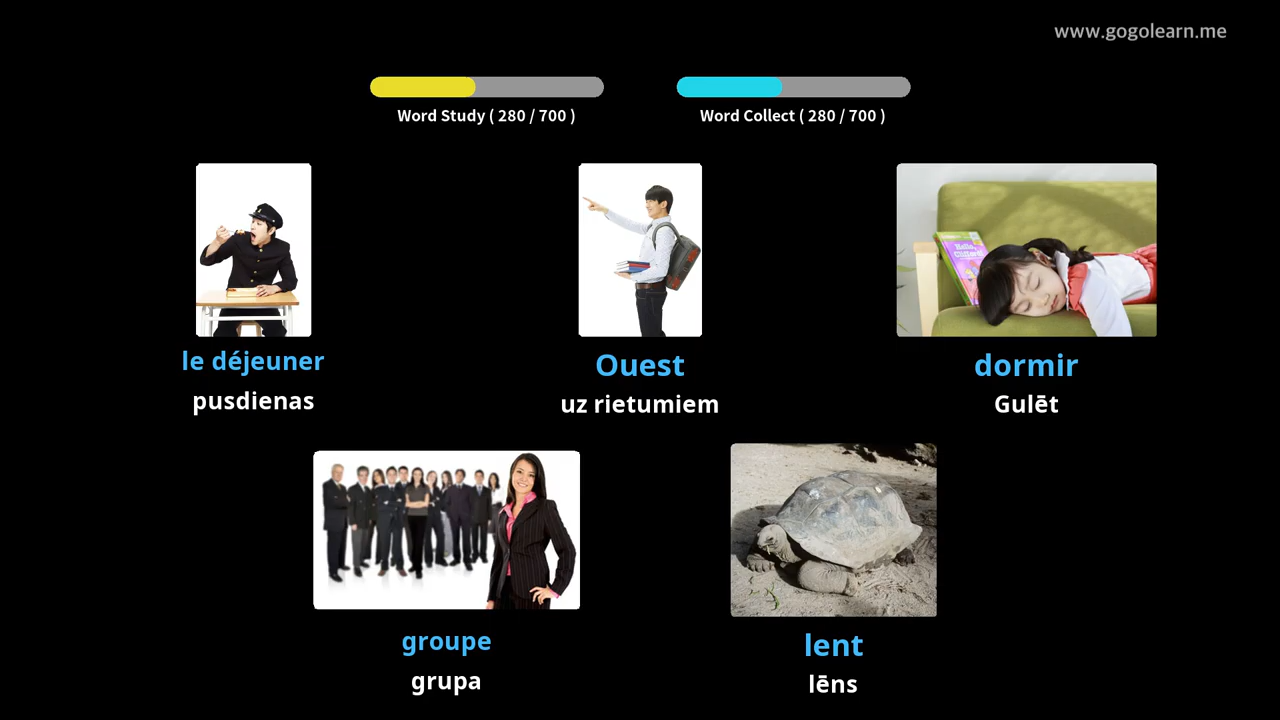 www.gogolearn.me
Word Study ( 280 / 700 )
Word Collect ( 280 / 700 )
le déjeuner
pusdienas
Ouest
uz rietumiem
dormir
Gulēt
groupe
grupa
lent
lēns